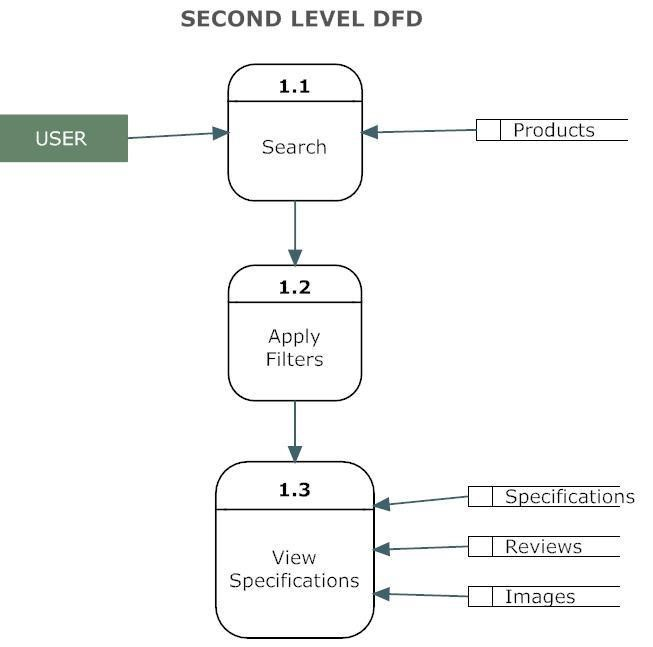 SECOND LEVEL DFD
1.1
USER
Search
Products
1.2
Apply
Filters
1.3
View
Specifications
Specifications
Reviews
Images